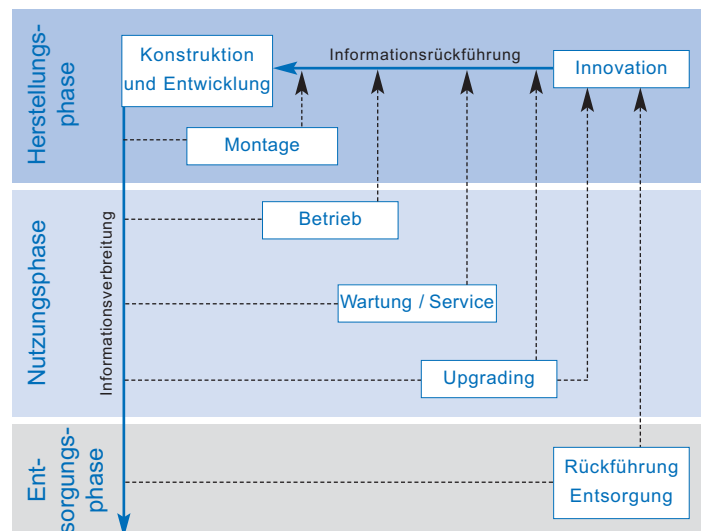 Herstellungs-
phase
Konstruktion
und Entwicklung
Informationsrückführung
Innovation
Montage
Nutzungsphase
Informationsverbreitung
Betrieb
Wartung / Service
Upgrading
Ent-
sorgungs-
phase
Rückführung
Entsorgung